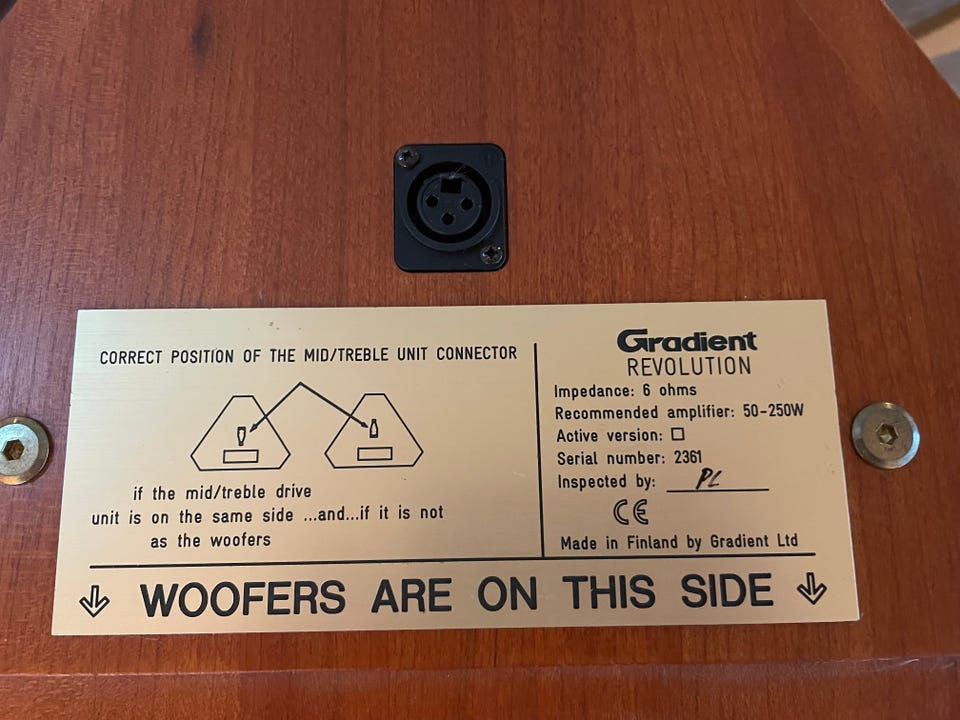 CORRECT POSITION OF THE MID/TREBLE UNIT CONNECTOR
if the mid/treble drive
unit is on the same side ...and...if it is not
as the woofers
Gradient
REVOLUTION
Impedance: 6 ohms
Recommended amplifier: 50-250W
Active version:
Serial number: 2361
Inspected by: PL
CE
Made in Finland by Gradient Ltd
WOOFERS ARE ON THIS SIDE